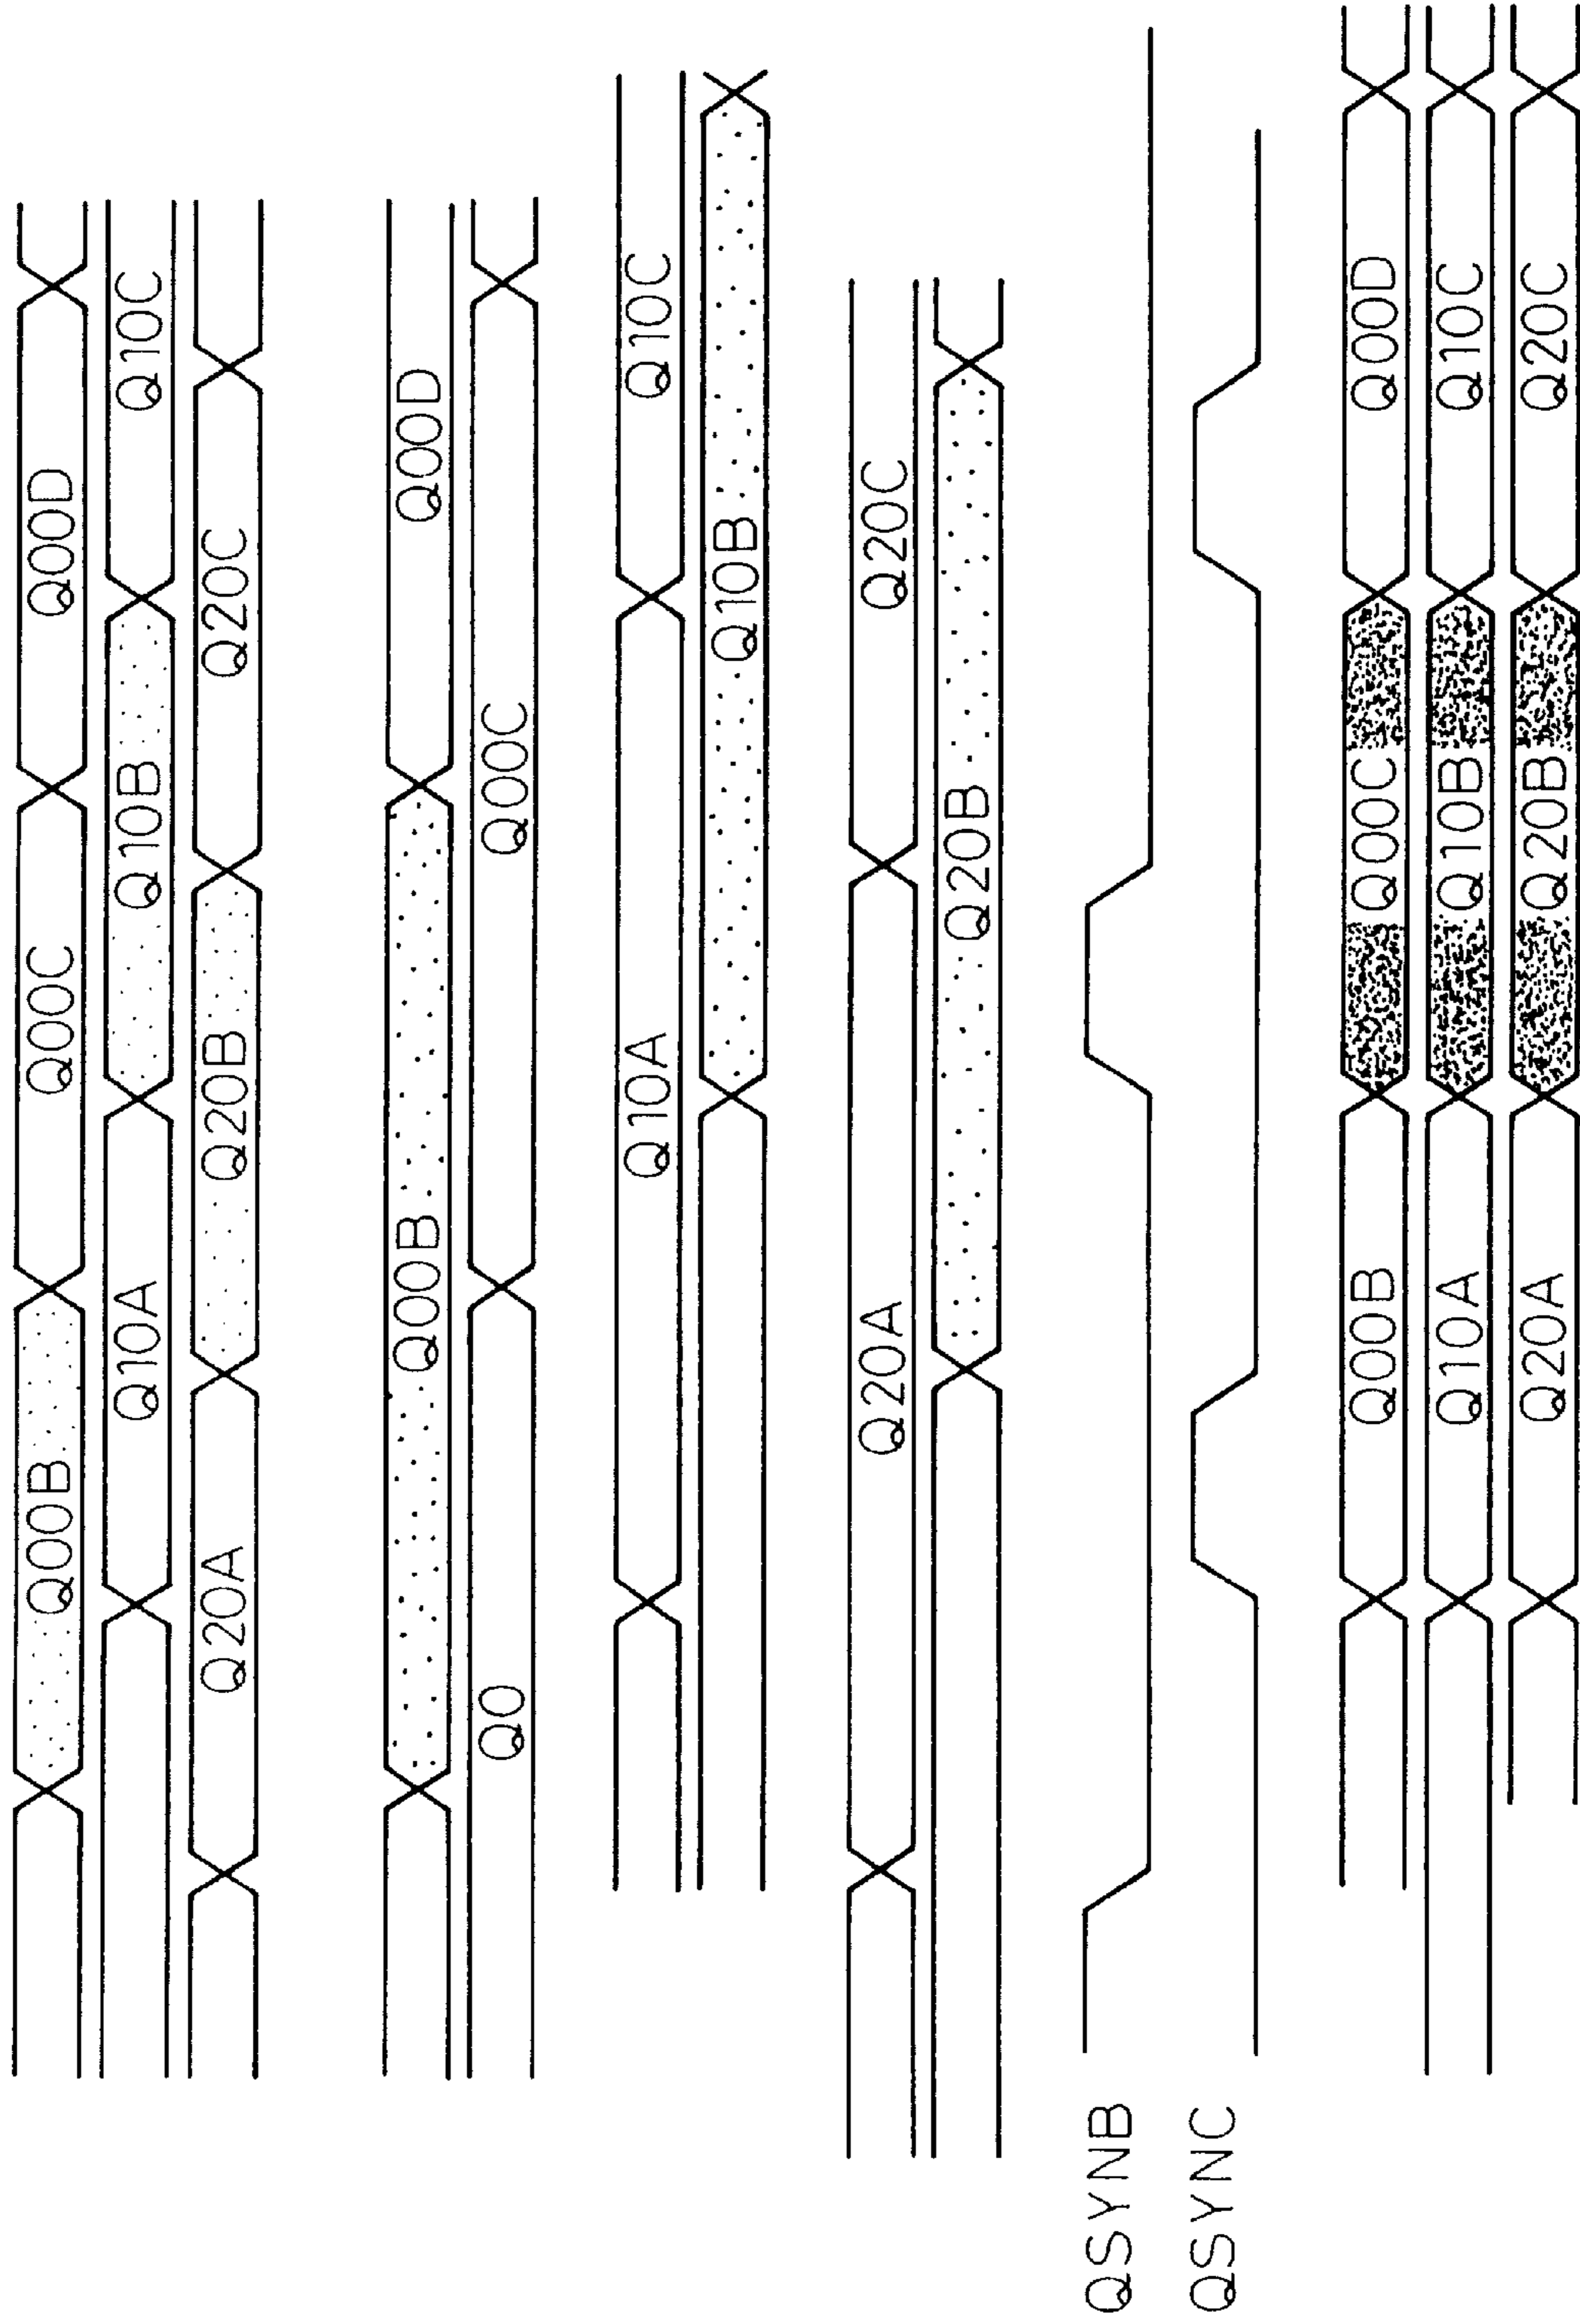 Q00B Q00C Q00D
Q10A Q10B Q10C
Q20A Q20B Q20C
Q00B Q00D
Q0 Q00C
Q10A Q10C
Q10B
Q20A Q20C
Q20B
QSYNB
QSYNC
Q00B Q00C Q00D
Q10A Q10B Q10C
Q20A Q20B Q20C